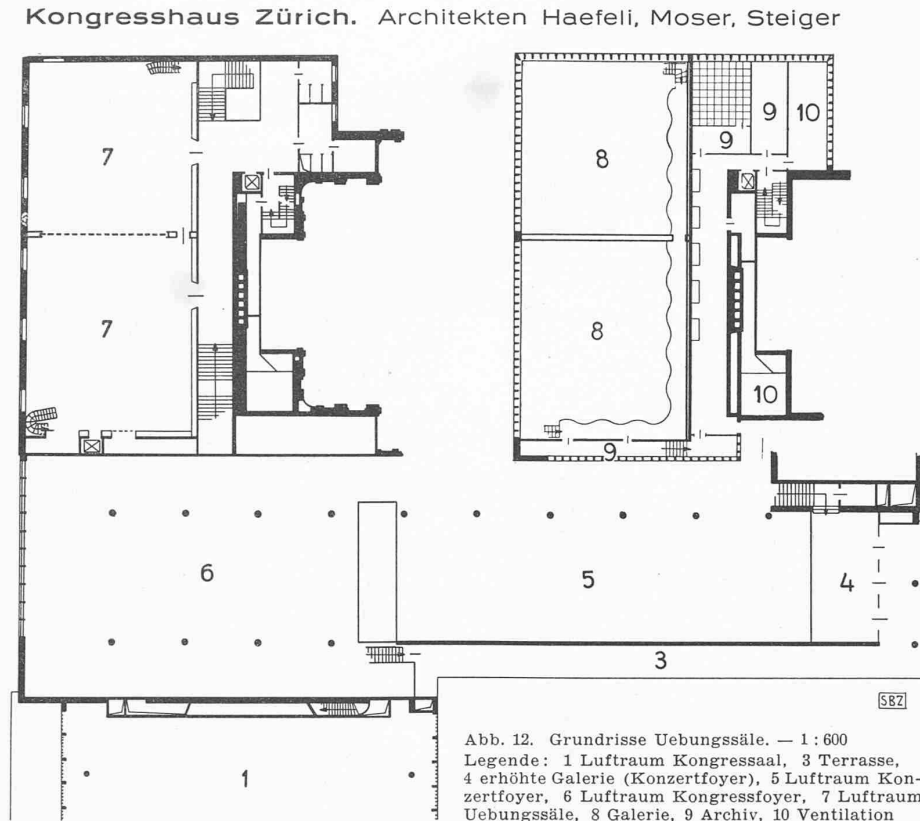 Kongresshaus Zürich. Architekten Haefeli, Moser, Steiger
7
8
9
9
10
7
8
10
9
6
5
4
3
SBZ
1
Abb. 12. Grundrisse Uebungssäle. — 1 : 600
Legende: 1 Luftraum Kongressaal, 3 Terrasse,
4 erhöhte Galerie (Konzertfoyer), 5 Luftraum Kon-
zertfoyer, 6 Luftraum Kongressfoyer, 7 Luftraum
Uebungssäle, 8 Galerie, 9 Archiv, 10 Ventilation